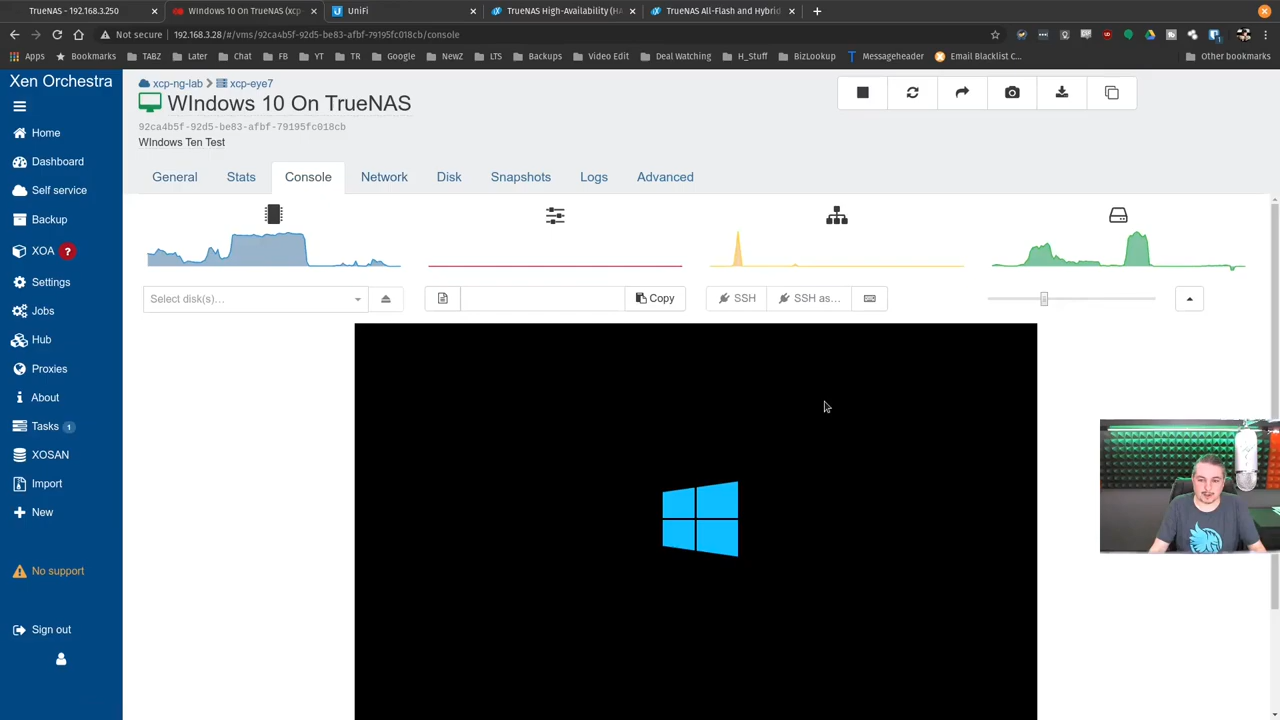 TrueNAS - 192.168.3.250
WIndows 10 On TrueNAS (xcp
UniFi
TrueNAS High-Availability (HA
TrueNAS All-Flash and Hybrid
Not secure
192.168.3.28/#/vms/92ca4b5f-92d5-be83-afbf-79195fc018cb/console
Apps
Bookmarks
TABZ
Later
Chat
FB
YT
TR
Google
NewZ
LTS
Backups
Video Edit
Deal Watching
H_Stuff
BizLookup
Messageheader
Email Blacklist C...
Other bookmarks
Xen Orchestra
Home
Dashboard
Self service
Backup
XOA ?
Settings
Jobs
Hub
Proxies
About
Tasks 1
XOSAN
Import
New
No support
Sign out
xcp-ng-lab
xcp-eye7
WIndows 10 On TrueNAS
92ca4b5f-92d5-be83-afbf-79195fc018cb
WIndows Ten Test
General
Stats
Console
Network
Disk
Snapshots
Logs
Advanced
Select disk(s)...
Copy
SSH
SSH as...